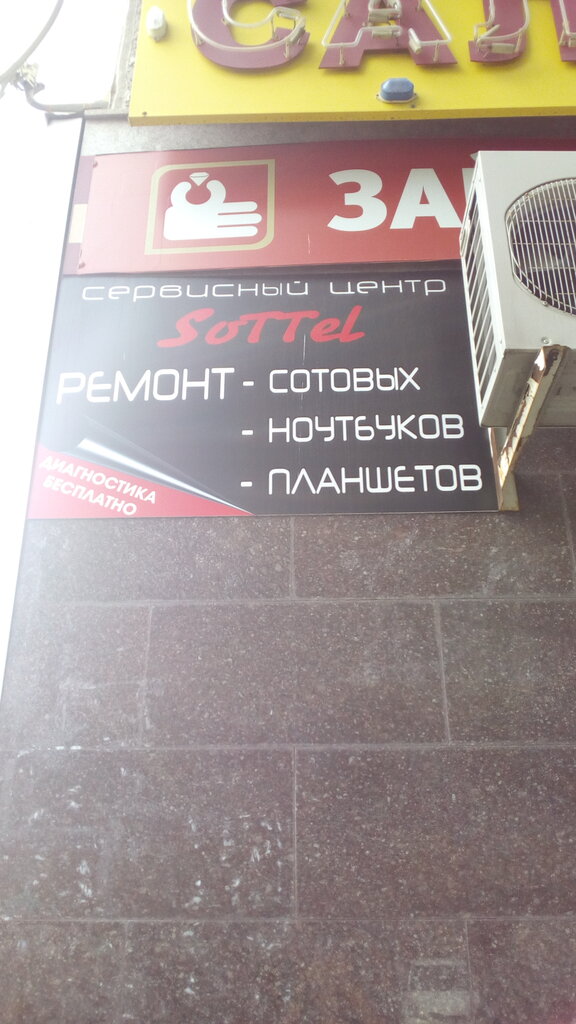 сервисный центр
SoTTel
РЕМОНТ - СОТОВЫХ
- НОУТБУКОВ
- ПЛАНШЕТОВ
ДИАГНОСТИКА
БЕСПЛАТНО